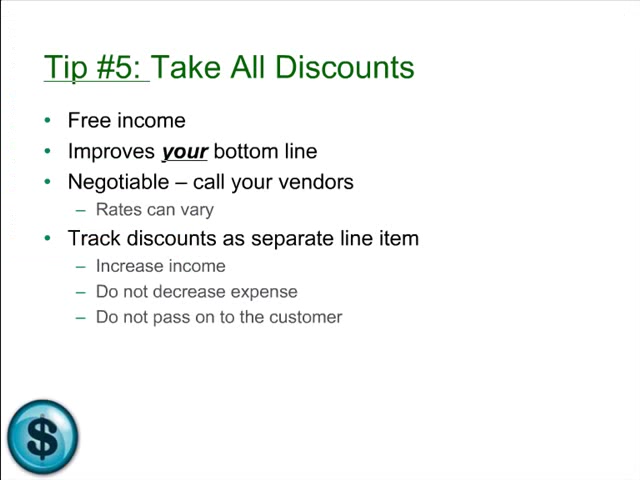 Tip #5: Take All Discounts
• Free income
• Improves your bottom line
• Negotiable – call your vendors
– Rates can vary
• Track discounts as separate line item
– Increase income
– Do not decrease expense
– Do not pass on to the customer
$